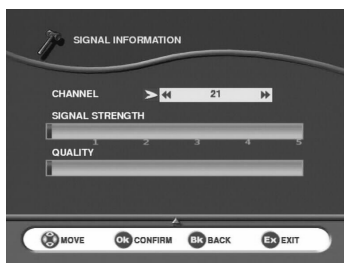 SIGNAL INFORMATION
CHANNEL 21
SIGNAL STRENGTH
1 2 3 4 5
QUALITY
MOVE Ok CONFIRM Bk BACK Ex EXIT